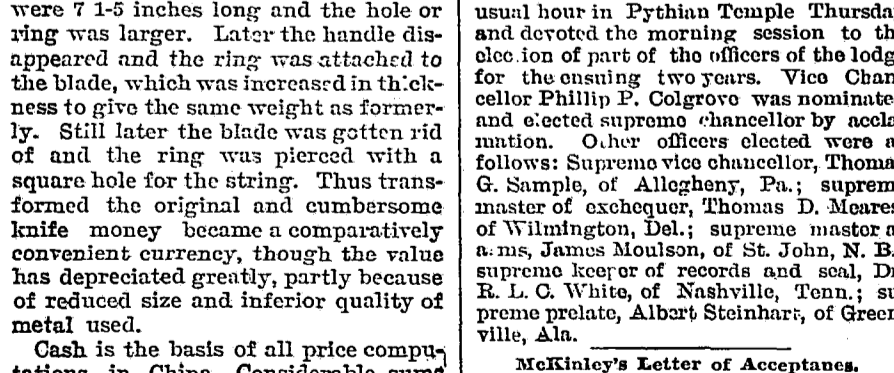 were 7 1-5 inches long and the hole or
ring was larger. Later the handle dis-
appeared and the ring was attached to
the blade, which was increased in thick-
ness to give the same weight as former-
ly. Still later the blade was gotten rid
of and the ring was pierced with a
square hole for the string. Thus trans-
formed the original and cumbersome
knife money became a comparatively
convenient currency, though the value
has depreciated greatly, partly because
of reduced size and inferior quality of
metal used.
Cash is the basis of all price compu-
tations in China. Considerable sums
usual hour in Pythian Temple Thursda
and devoted the morning session to th
elec.ion of part of the officers of the lodg
for the ensuing two years. Vice Chan
cellor Phillip P. Colgrove was nominate
and elected supreme chancellor by accla
mation. Other officers elected were a
follows: Supreme vice chancellor, Thoma
G. Sample, of Allegheny, Pa.; suprem
master of exchequer, Thomas D. Meares
of Wilmington, Del.; supreme master a
a:ms, James Moulson, of St. John, N. B.
supreme keeper of records and seal, D
R. L. C. White, of Nashville, Tenn.; su
preme prelate, Albert Steinhart, of Green
ville, Ala.
McKinley's Letter of Acceptance.